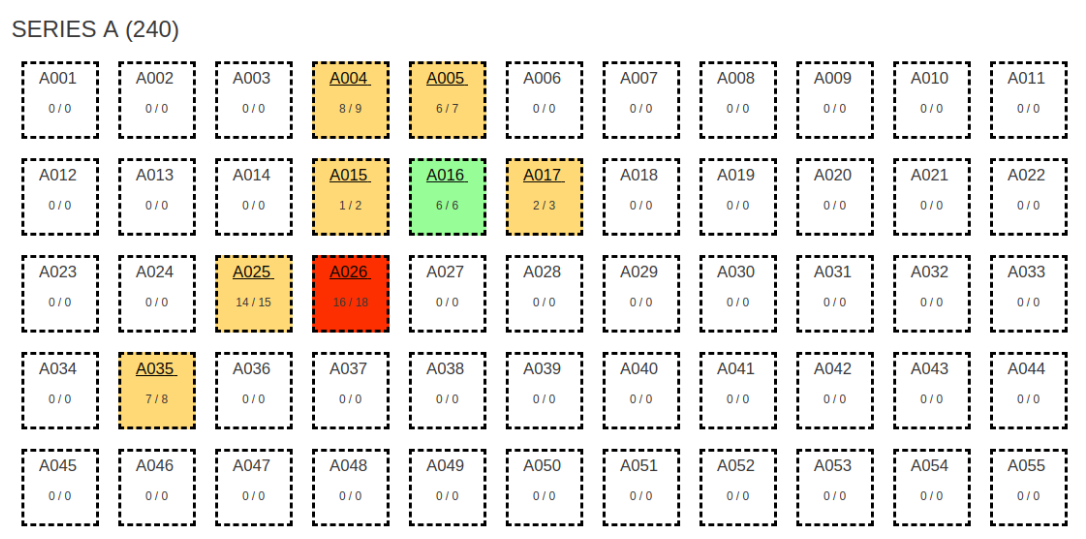 SERIES A (240)
A001 A002 A003 A004 A005 A006 A007 A008 A009 A010 A011
0 / 0 0 / 0 0 / 0 8 / 9 6 / 7 0 / 0 0 / 0 0 / 0 0 / 0 0 / 0 0 / 0
A012 A013 A014 A015 A016 A017 A018 A019 A020 A021 A022
0 / 0 0 / 0 0 / 0 1 / 2 6 / 6 2 / 3 0 / 0 0 / 0 0 / 0 0 / 0 0 / 0
A023 A024 A025 A026 A027 A028 A029 A030 A031 A032 A033
0 / 0 0 / 0 14 / 15 16 / 18 0 / 0 0 / 0 0 / 0 0 / 0 0 / 0 0 / 0 0 / 0
A034 A035 A036 A037 A038 A039 A040 A041 A042 A043 A044
0 / 0 7 / 8 0 / 0 0 / 0 0 / 0 0 / 0 0 / 0 0 / 0 0 / 0 0 / 0 0 / 0
A045 A046 A047 A048 A049 A050 A051 A052 A053 A054 A055
0 / 0 0 / 0 0 / 0 0 / 0 0 / 0 0 / 0 0 / 0 0 / 0 0 / 0 0 / 0 0 / 0